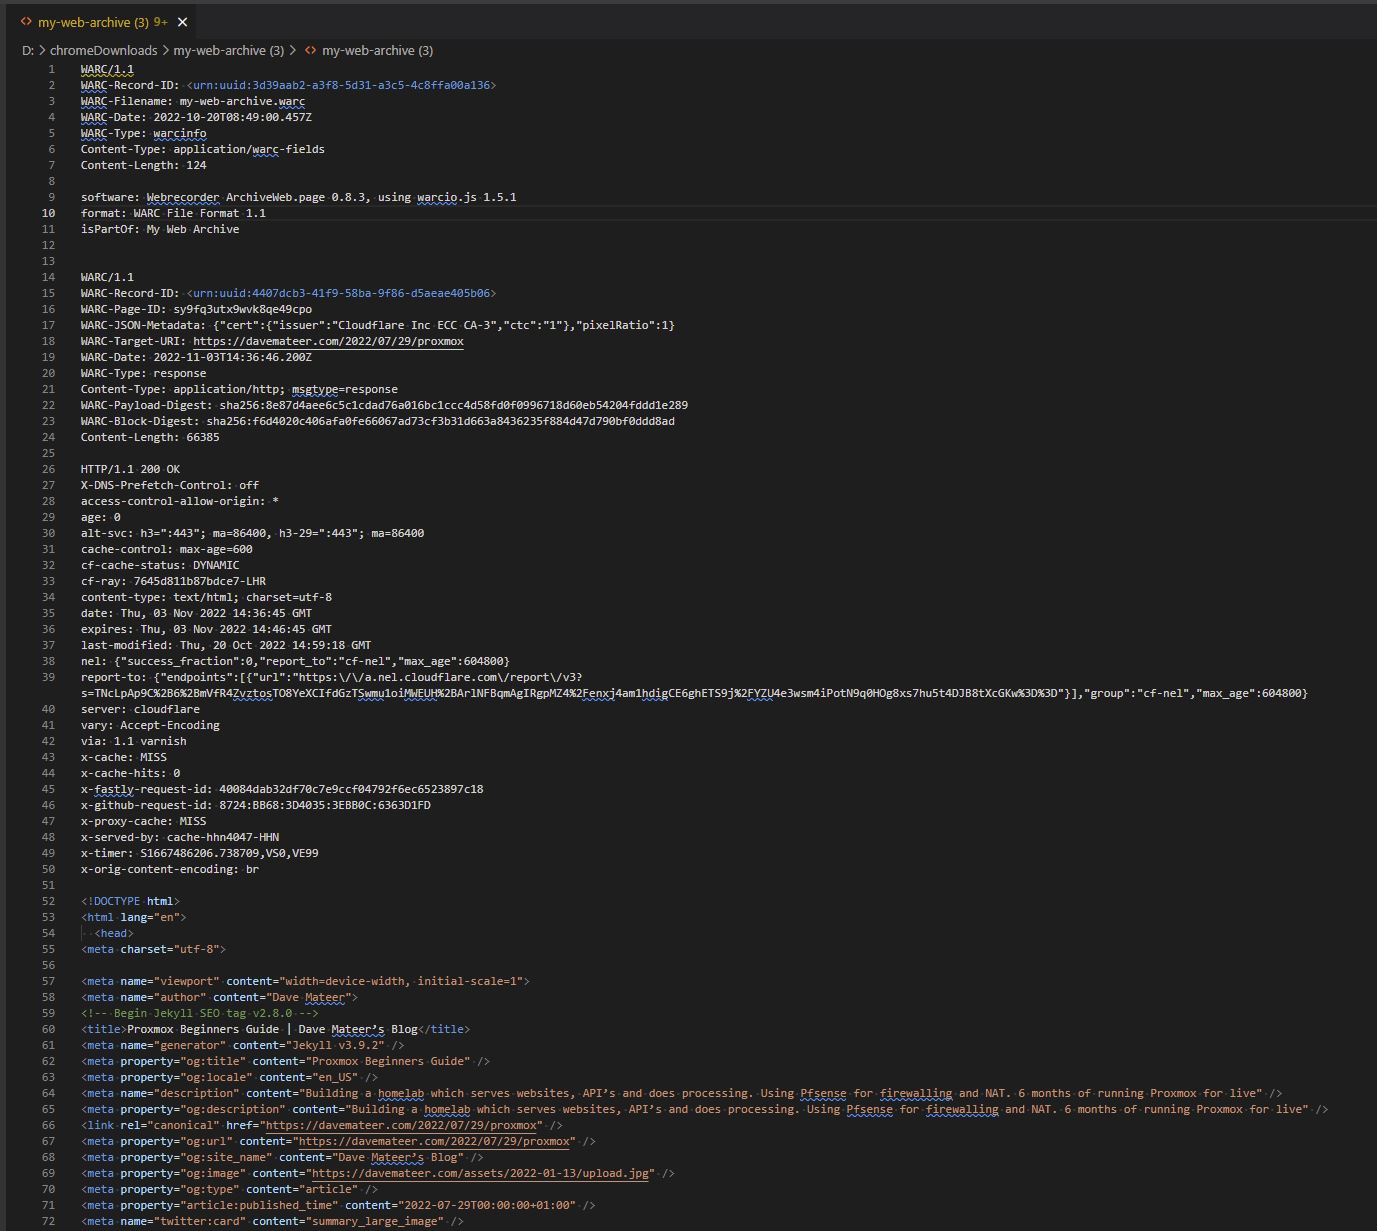 my-web-archive (3) 9+ ×
D: > chromeDownloads > my-web-archive (3) > my-web-archive (3)
1 WARC/1.1
2 WARC-Record-ID: <urn:uuid:3d39aab2-a3f8-5d31-a3c5-4c8ffa00a136>
3 WARC-Filename: my-web-archive.warc
4 WARC-Date: 2022-10-20T08:49:00.457Z
5 WARC-Type: warcinfo
6 Content-Type: application/warc-fields
7 Content-Length: 124
8
9 software: Webrecorder ArchiveWeb.page 0.8.3, using warcio.js 1.5.1
10 format: WARC File Format 1.1
11 isPartOf: My Web Archive
12
13
14 WARC/1.1
15 WARC-Record-ID: <urn:uuid:4407dcb3-41f9-58ba-9f86-d5aeae405b06>
16 WARC-Page-ID: sy9fq3utx9wvk8qe49cpo
17 WARC-JSON-Metadata: {"cert":{"issuer":"Cloudflare Inc ECC CA-3","ctc":"1"},"pixelRatio":1}
18 WARC-Target-URI: https://davemateer.com/2022/07/29/proxmox
19 WARC-Date: 2022-11-03T14:36:46.200Z
20 WARC-Type: response
21 Content-Type: application/http; msgtype=response
22 WARC-Payload-Digest: sha256:8e87d4aee6c5c1cdad76a016bc1ccc4d58fd0f0996718d60eb54204fddd1e289
23 WARC-Block-Digest: sha256:f6d4020c406afa0fe66067ad73cf3b31d663a8436235f884d47d790bf0ddd8ad
24 Content-Length: 66385
25
26 HTTP/1.1 200 OK
27 X-DNS-Prefetch-Control: off
28 access-control-allow-origin: *
29 age: 0
30 alt-svc: h3=":443"; ma=86400, h3-29=":443"; ma=86400
31 cache-control: max-age=600
32 cf-cache-status: DYNAMIC
33 cf-ray: 7645d811b87bdce7-LHR
34 content-type: text/html; charset=utf-8
35 date: Thu, 03 Nov 2022 14:36:45 GMT
36 expires: Thu, 03 Nov 2022 14:46:45 GMT
37 last-modified: Thu, 20 Oct 2022 14:59:18 GMT
38 nel: {"success_fraction":0,"report_to":"cf-nel","max_age":604800}
39 report-to: {"endpoints":[{"url":"https:\/\/a.nel.cloudflare.com\/report\/v3?
s=TNcLpAp9C%2B6%2BmVfR4ZvztosTO8YeXCIfdGzTSwmu1oiMWEUH%2BArlNFBqmAgIRgpMZ4%2Fenxj4am1hdigCE6ghETS9j%2FYZU4e3wsm4iPotN9q0HOg8xs7hu5t4DJB8tXcGKw%3D%3D"}],"group":"cf-nel","max_age":604800}
40 server: cloudflare
41 vary: Accept-Encoding
42 via: 1.1 varnish
43 x-cache: MISS
44 x-cache-hits: 0
45 x-fastly-request-id: 40084dab32df70c7e9ccf04792f6ec6523897c18
46 x-github-request-id: 8724:BB68:3D4035:3EBB0C:6363D1FD
47 x-proxy-cache: MISS
48 x-served-by: cache-hhn4047-HHN
49 x-timer: S1667486206.738709,VS0,VE99
50 x-orig-content-encoding: br
51
52 <!DOCTYPE html>
53 <html lang="en">
54 <head>
55 <meta charset="utf-8">
56
57 <meta name="viewport" content="width=device-width, initial-scale=1">
58 <meta name="author" content="Dave Mateer">
59 <!-- Begin Jekyll SEO tag v2.8.0 -->
60 <title>Proxmox Beginners Guide | Dave Mateer’s Blog</title>
61 <meta name="generator" content="Jekyll v3.9.2" />
62 <meta property="og:title" content="Proxmox Beginners Guide" />
63 <meta property="og:locale" content="en_US" />
64 <meta name="description" content="Building a homelab which serves websites, API’s and does processing. Using Pfsense for firewalling and NAT. 6 months of running Proxmox for live" />
65 <meta property="og:description" content="Building a homelab which serves websites, API’s and does processing. Using Pfsense for firewalling and NAT. 6 months of running Proxmox for live" />
66 <link rel="canonical" href="https://davemateer.com/2022/07/29/proxmox" />
67 <meta property="og:url" content="https://davemateer.com/2022/07/29/proxmox" />
68 <meta property="og:site_name" content="Dave Mateer’s Blog" />
69 <meta property="og:image" content="https://davemateer.com/assets/2022-01-13/upload.jpg" />
70 <meta property="og:type" content="article" />
71 <meta property="article:published_time" content="2022-07-29T00:00:00+01:00" />
72 <meta name="twitter:card" content="summary_large_image" />